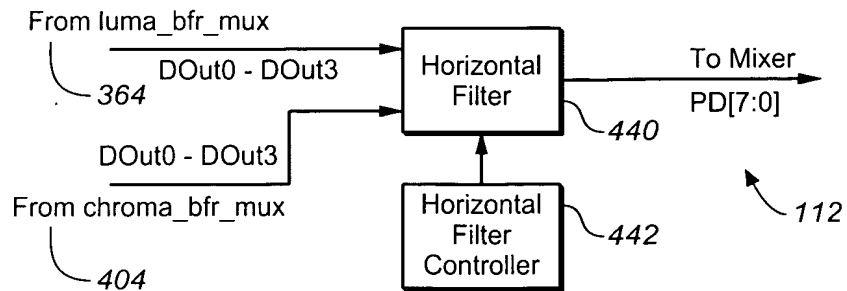 From luma_bfr_mux
DOut0 - DOut3
364
Horizontal
Filter
To Mixer
PD[7:0]
440
DOut0 - DOut3
From chroma_bfr_mux
404
Horizontal
Filter
Controller
442
112